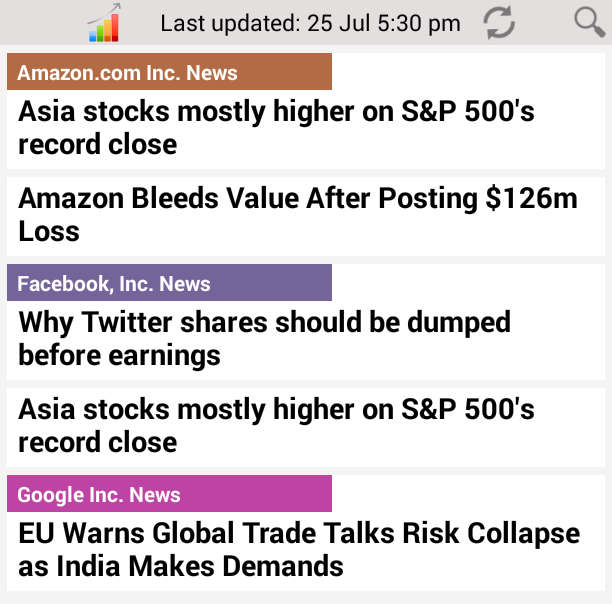 Last updated: 25 Jul 5:30 pm
Amazon.com Inc. News
Asia stocks mostly higher on S&P 500's
record close
Amazon Bleeds Value After Posting $126m
Loss
Facebook, Inc. News
Why Twitter shares should be dumped
before earnings
Asia stocks mostly higher on S&P 500's
record close
Google Inc. News
EU Warns Global Trade Talks Risk Collapse
as India Makes Demands